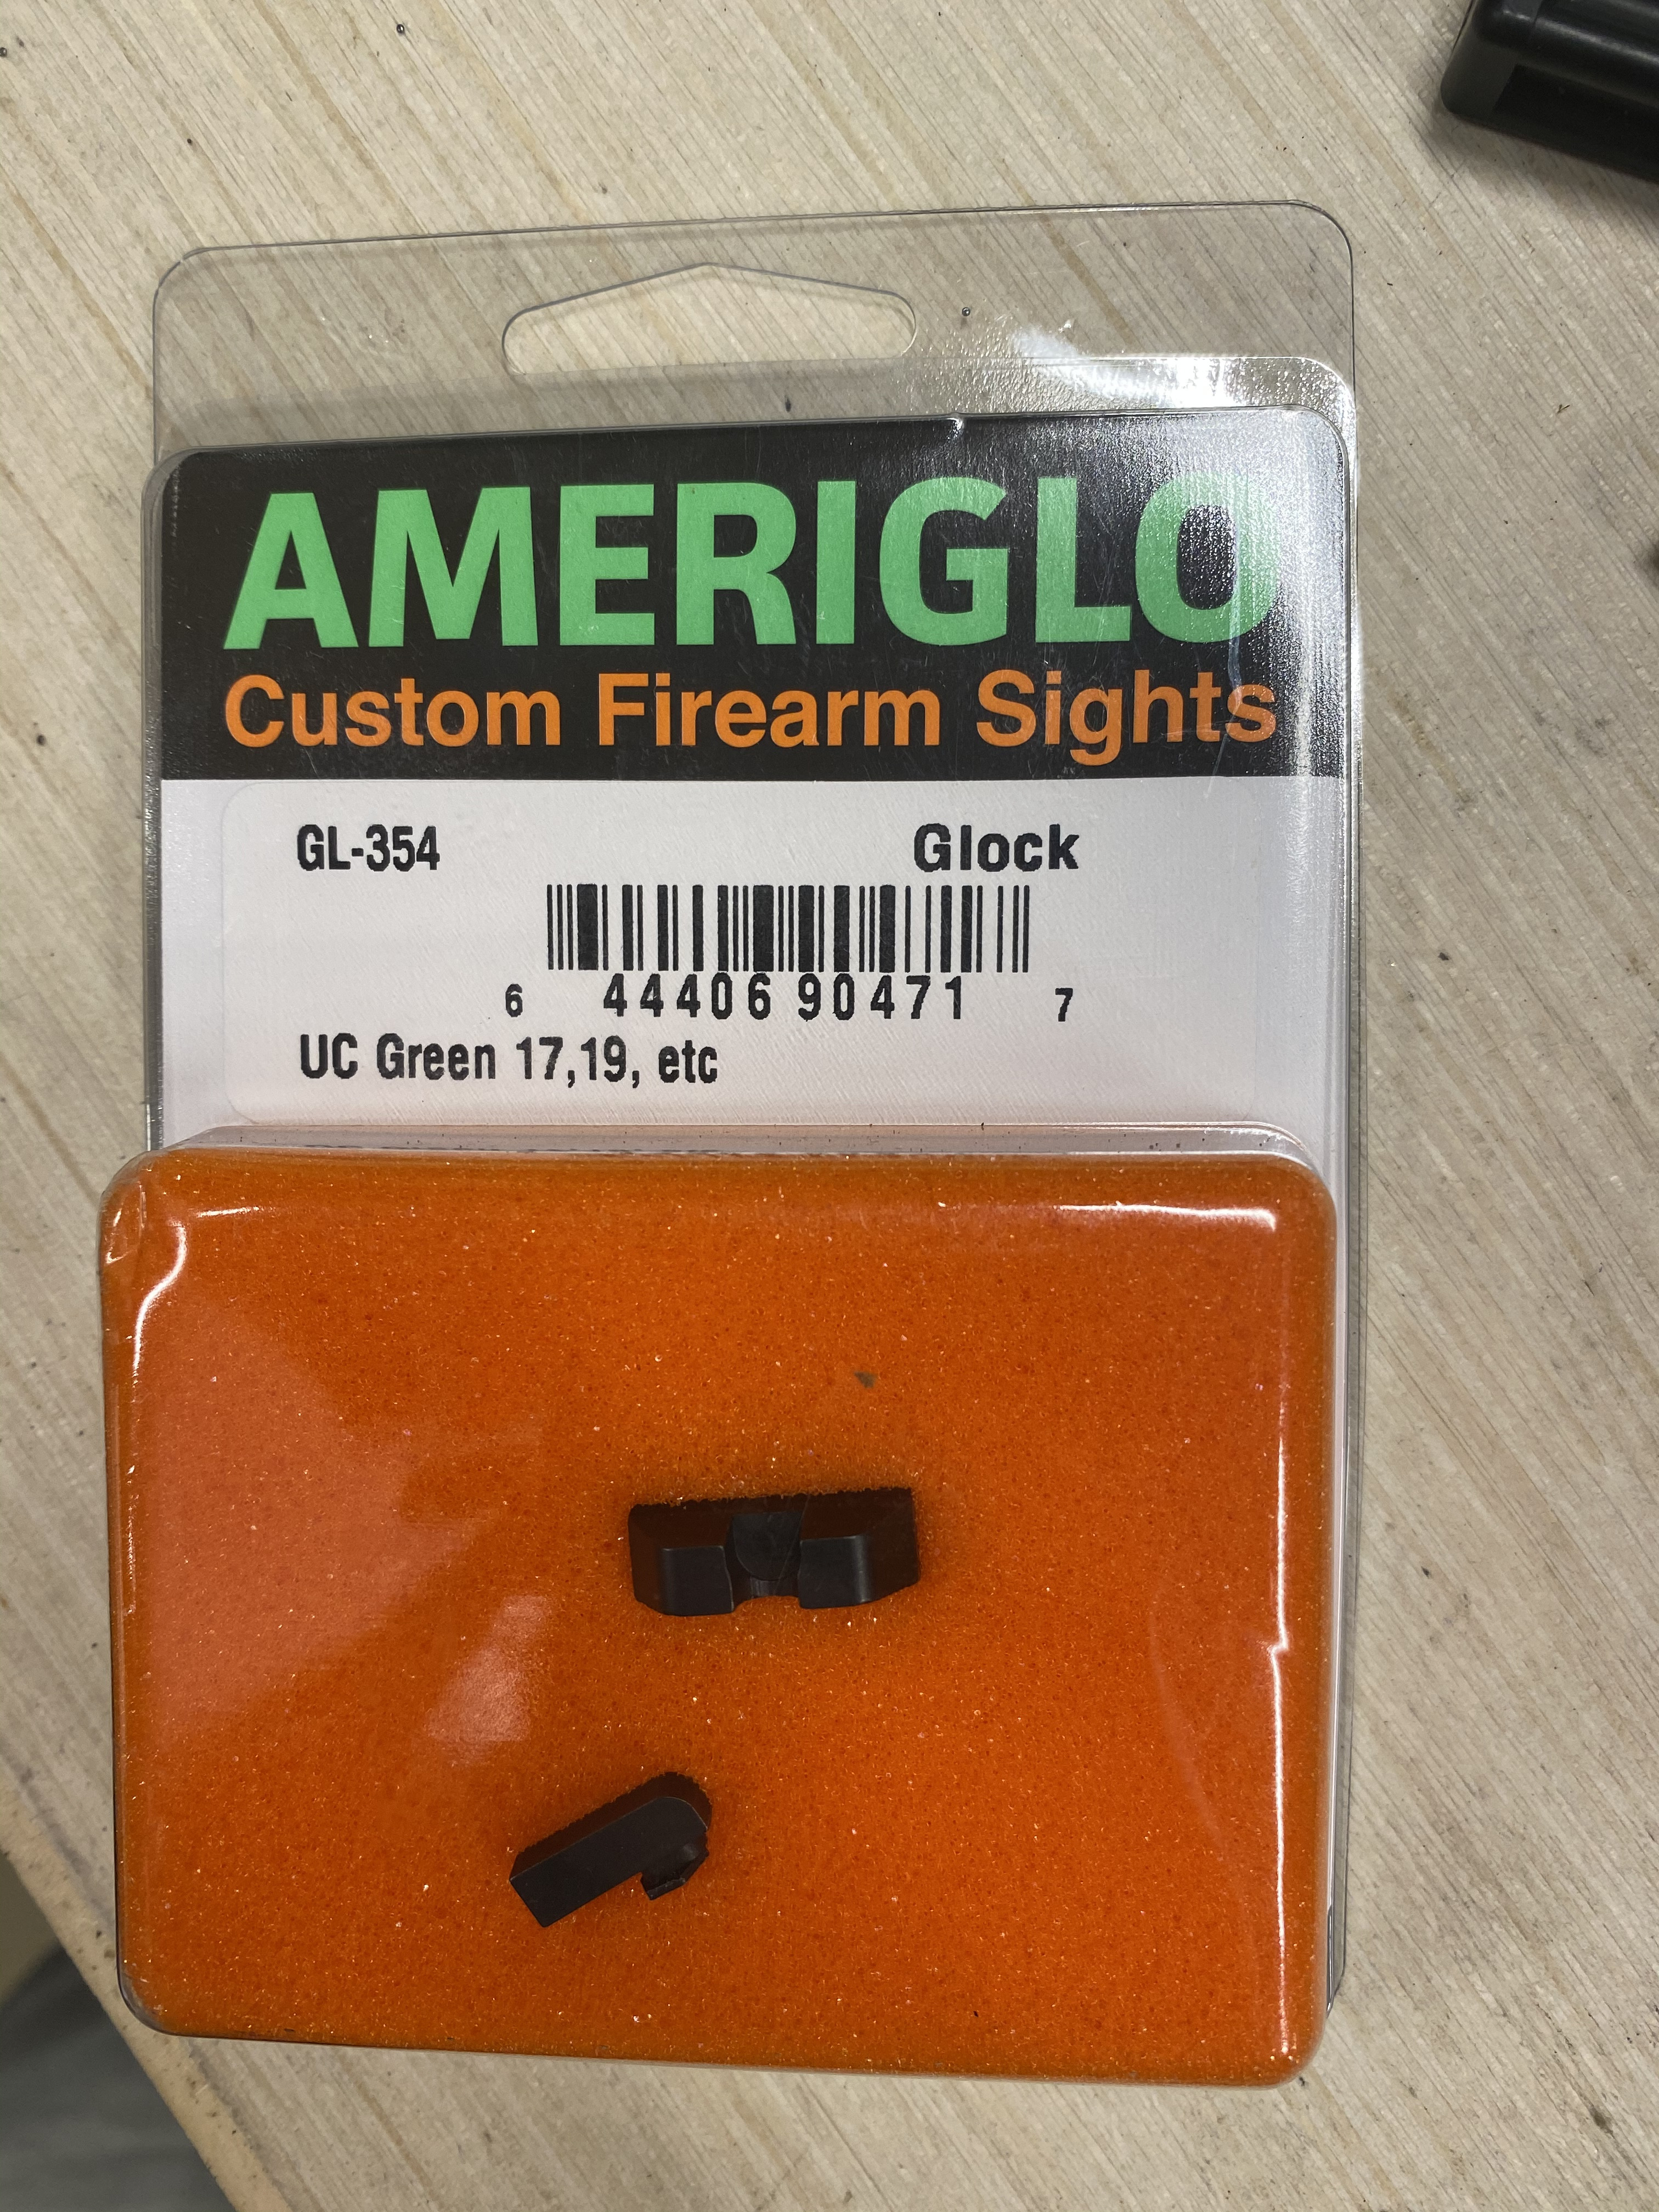 AMERIGLO
Custom Firearm Sights
GL-354 Glock
6 44406 90471 7
UC Green 17,19, etc